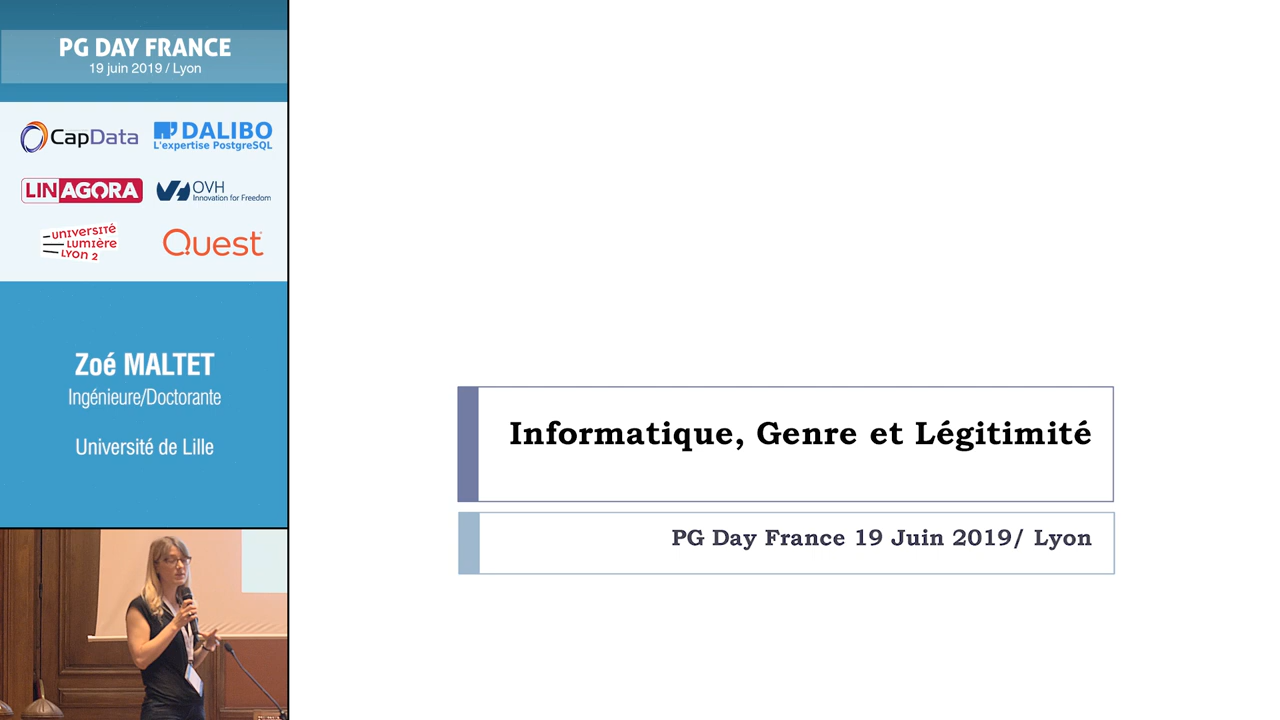 PG DAY FRANCE
19 juin 2019 / Lyon
CapData
DALIBO
L'expertise PostgreSQL
LINAGORA
OVH
Innovation for Freedom
UNIVERSITÉ
LUMIÈRE
LYON 2
Quest
Zoé MALTET
Ingénieure/Doctorante
Université de Lille
Informatique, Genre et Légitimité
PG Day France 19 Juin 2019/ Lyon